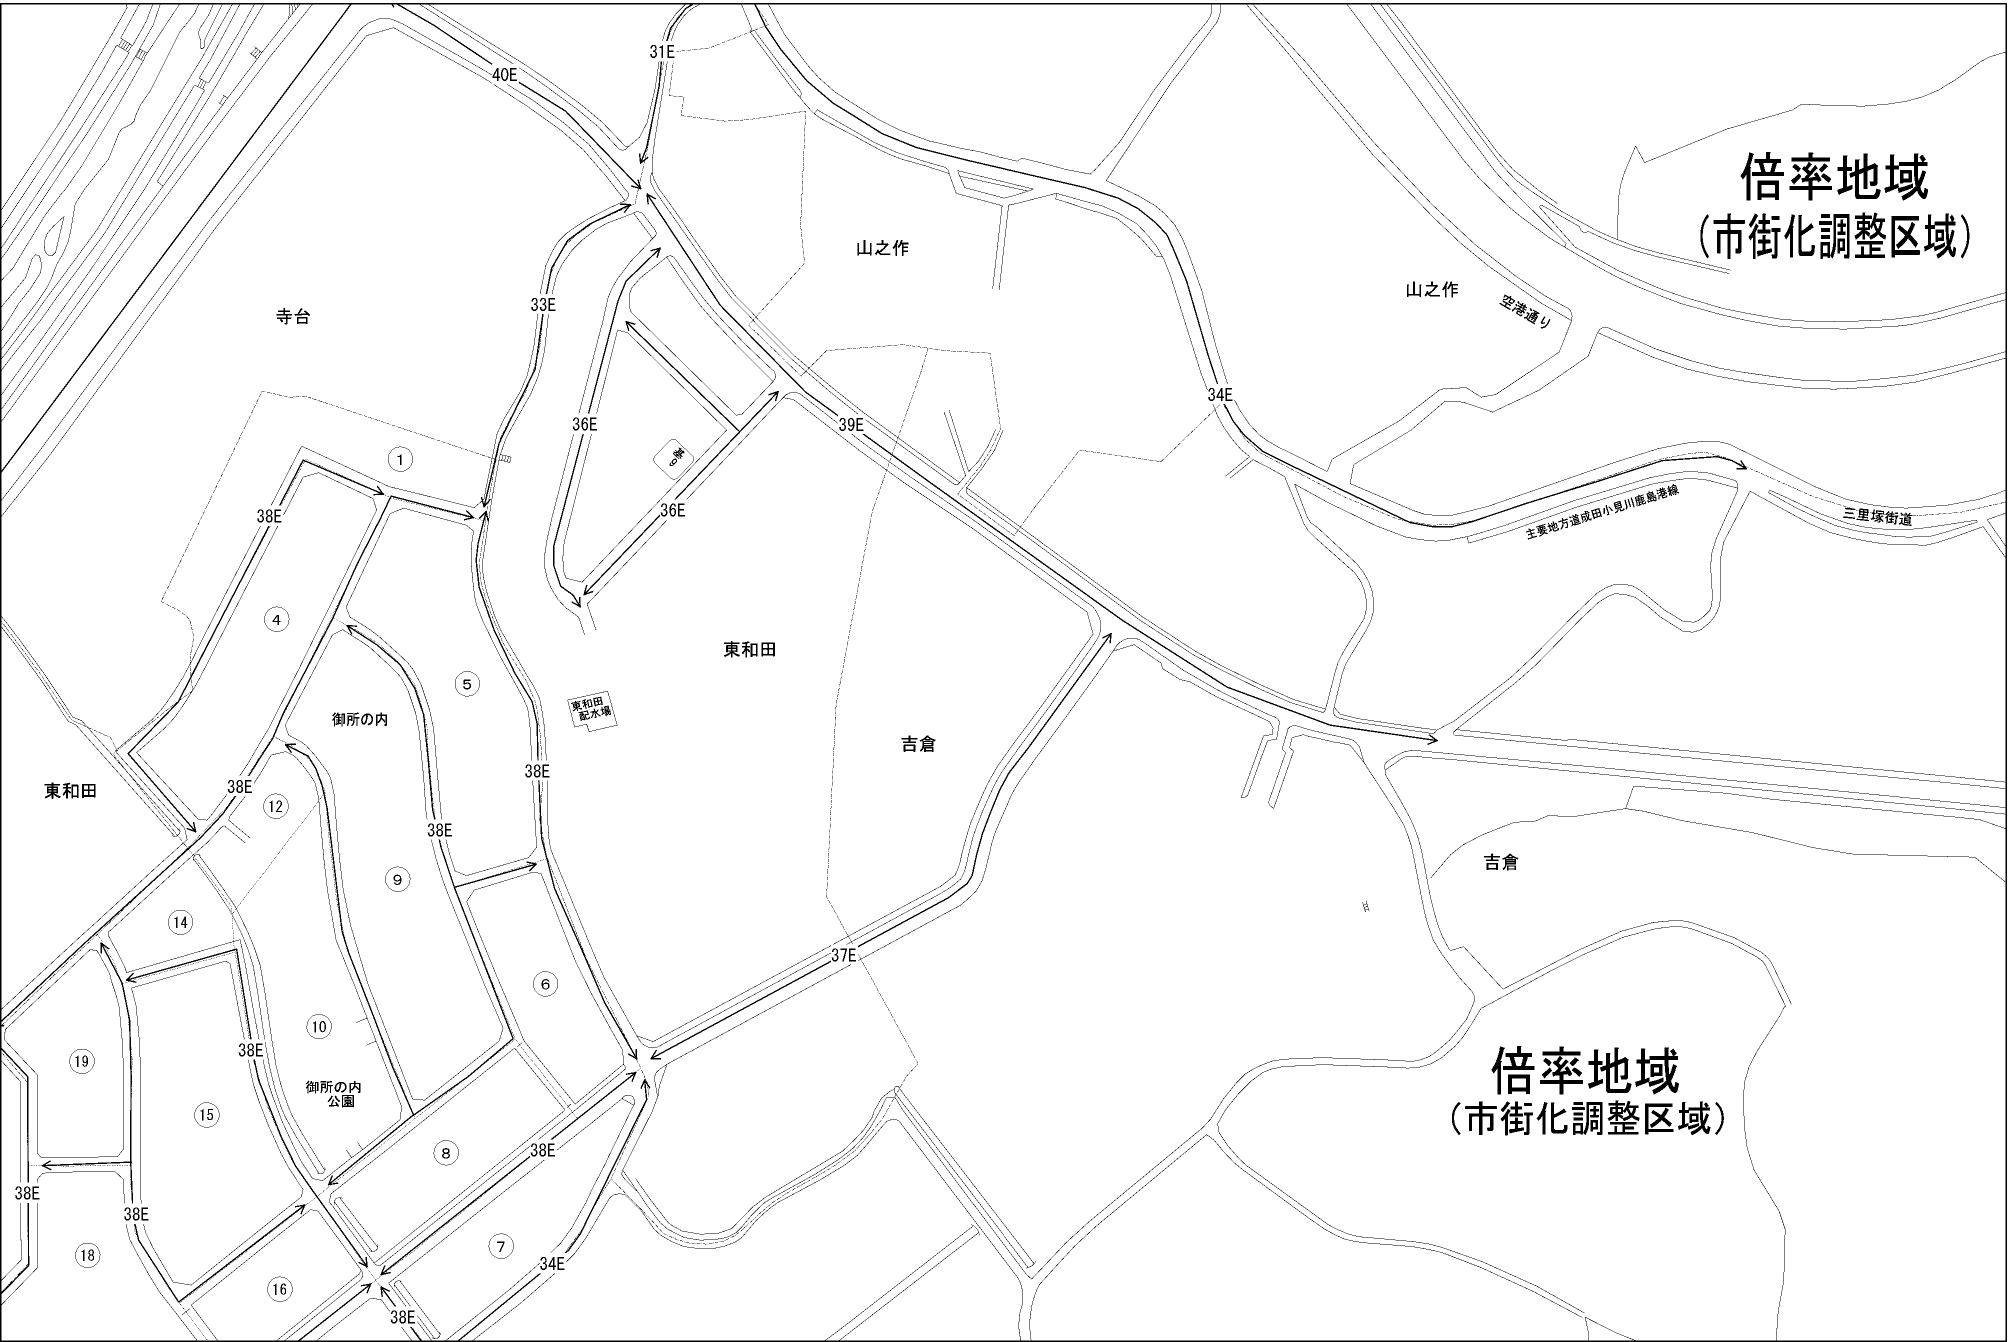 31E
40E
倍率地域
(市街化調整区域)
山之作
山之作
空港通り
33E
寺台
34E
36E
39E
基9
1
36E
38E
主要地方道成田小見川鹿島港線
三里塚街道
4
東和田
5
東和田
配水場
御所の内
吉倉
38E
東和田
38E
12
38E
吉倉
9
14
37E
6
10
38E
19
倍率地域
(市街化調整区域)
御所の内
公園
15
8
38E
38E
38E
7
18
34E
16
38E